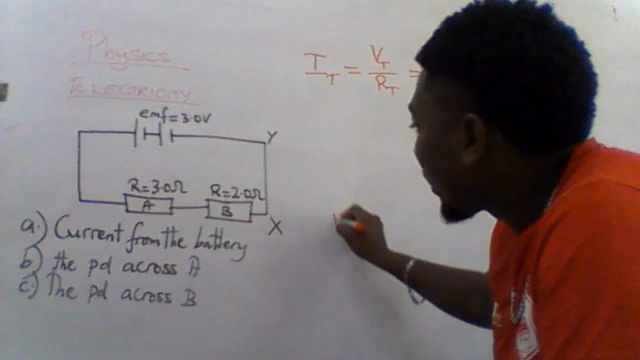 Physics
ELECTRICITY
emf=3.0V
Y
R=3.0Ω
R=2.0Ω
A
B
X
a.) Current from the battery
b) the pd across A
c) The pd across B
I_T = V_T / R_T =